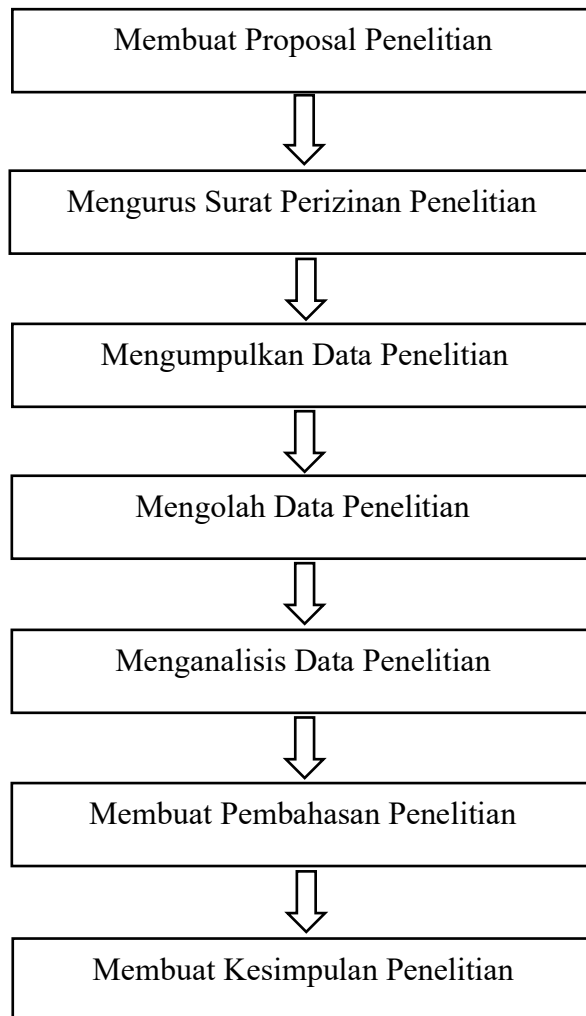 Membuat Proposal Penelitian
Mengurus Surat Perizinan Penelitian
Mengumpulkan Data Penelitian
Mengolah Data Penelitian
Menganalisis Data Penelitian
Membuat Pembahasan Penelitian
Membuat Kesimpulan Penelitian